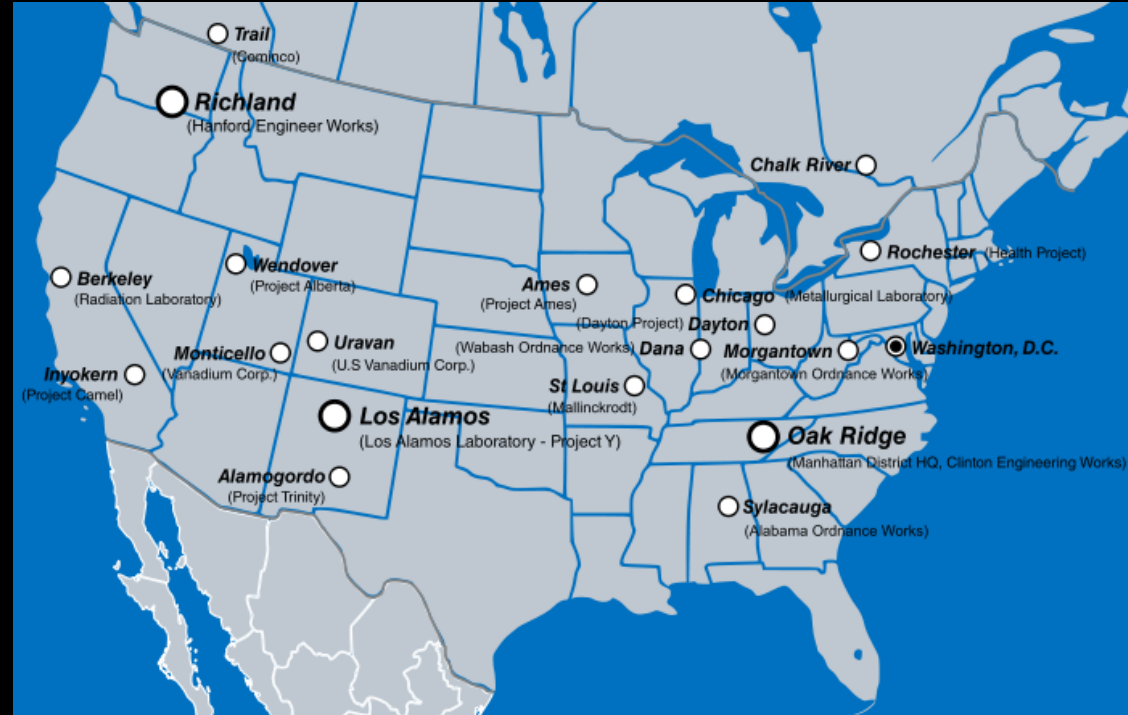 Trail
(Cominco)
Richland
(Hanford Engineer Works)
Chalk River
Rochester (Health Project)
Wendover
(Project Alberta)
Berkeley
(Radiation Laboratory)
Ames
(Project Ames)
Chicago (Metallurgical Laboratory)
(Dayton Project) Dayton
Uravan
(U.S Vanadium Corp.)
Monticello
(Vanadium Corp.)
(Wabash Ordnance Works) Dana
Morgantown
(Morgantown Ordnance Works)
Washington, D.C.
Inyokern
(Project Camel)
St Louis
(Mallinckrodt)
Los Alamos
(Los Alamos Laboratory - Project Y)
Oak Ridge
(Manhattan District HQ, Clinton Engineering Works)
Alamogordo
(Project Trinity)
Sylacauga
(Alabama Ordnance Works)